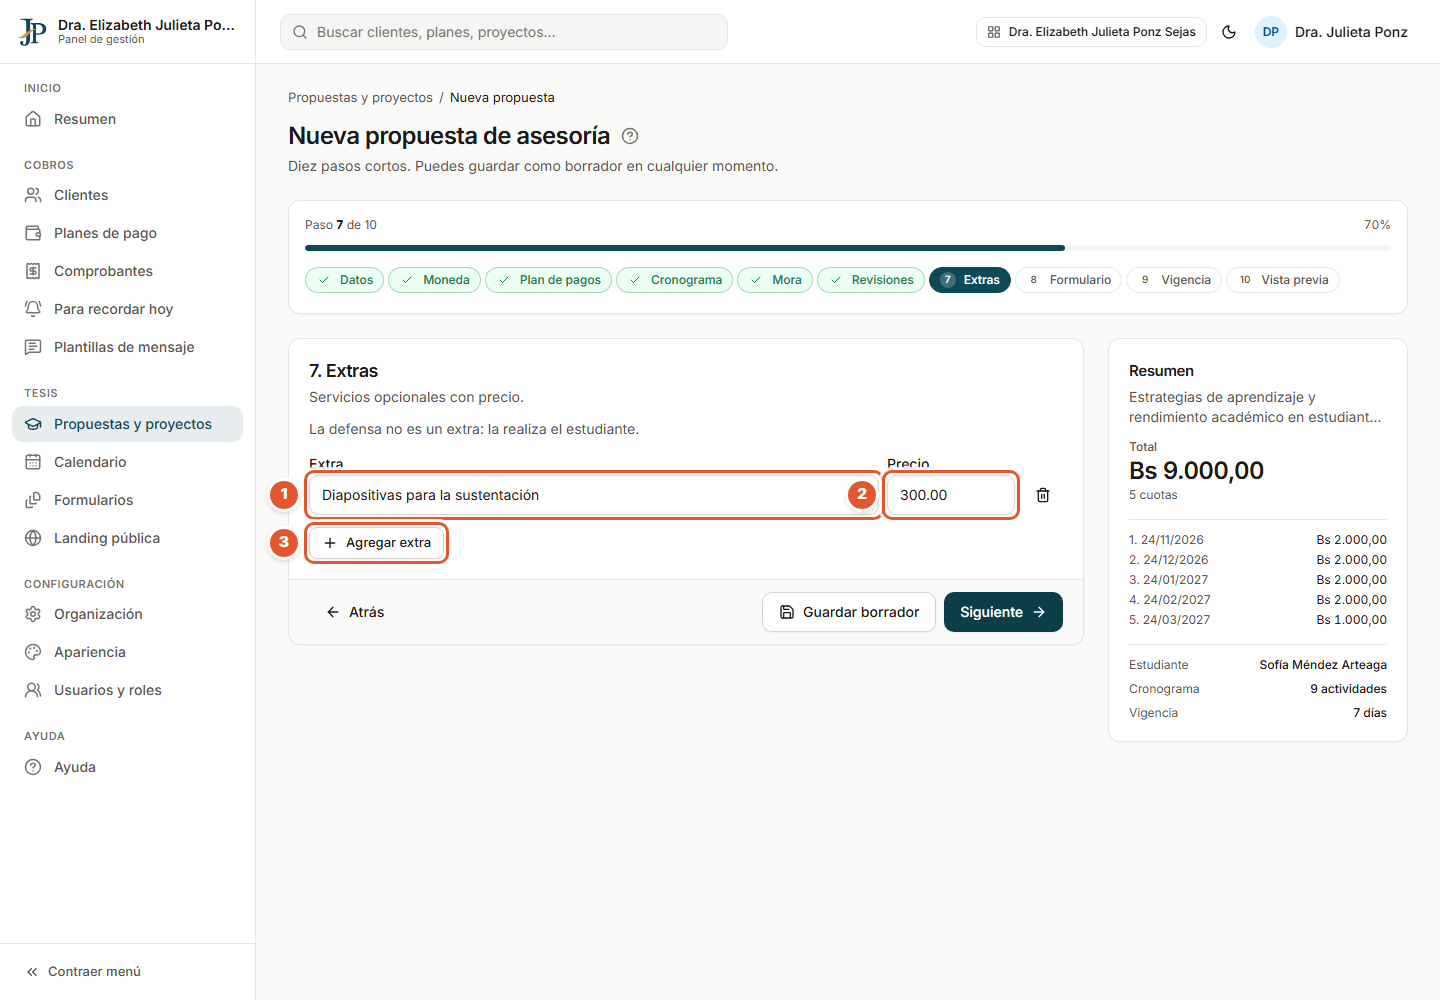 JP
Dra. Elizabeth Julieta Po...
Panel de gestión
Buscar clientes, planes, proyectos...
Dra. Elizabeth Julieta Ponz Sejas
DP
Dra. Julieta Ponz
INICIO
Resumen
COBROS
Clientes
Planes de pago
Comprobantes
Para recordar hoy
Plantillas de mensaje
TESIS
Propuestas y proyectos
Calendario
Formularios
Landing pública
CONFIGURACIÓN
Organización
Apariencia
Usuarios y roles
AYUDA
Ayuda
Contraer menú
Propuestas y proyectos / Nueva propuesta
Nueva propuesta de asesoría
Diez pasos cortos. Puedes guardar como borrador en cualquier momento.
Paso 7 de 10
70%
Datos
Moneda
Plan de pagos
Cronograma
Mora
Revisiones
7 Extras
8 Formulario
9 Vigencia
10 Vista previa
7. Extras
Servicios opcionales con precio.
La defensa no es un extra: la realiza el estudiante.
Extra
Precio
1
Diapositivas para la sustentación
2
300.00
3
Agregar extra
Atrás
Guardar borrador
Siguiente
Resumen
Estrategias de aprendizaje y
rendimiento académico en estudiant...
Total
Bs 9.000,00
5 cuotas
1. 24/11/2026 Bs 2.000,00
2. 24/12/2026 Bs 2.000,00
3. 24/01/2027 Bs 2.000,00
4. 24/02/2027 Bs 2.000,00
5. 24/03/2027 Bs 1.000,00
Estudiante Sofía Méndez Arteaga
Cronograma 9 actividades
Vigencia 7 días